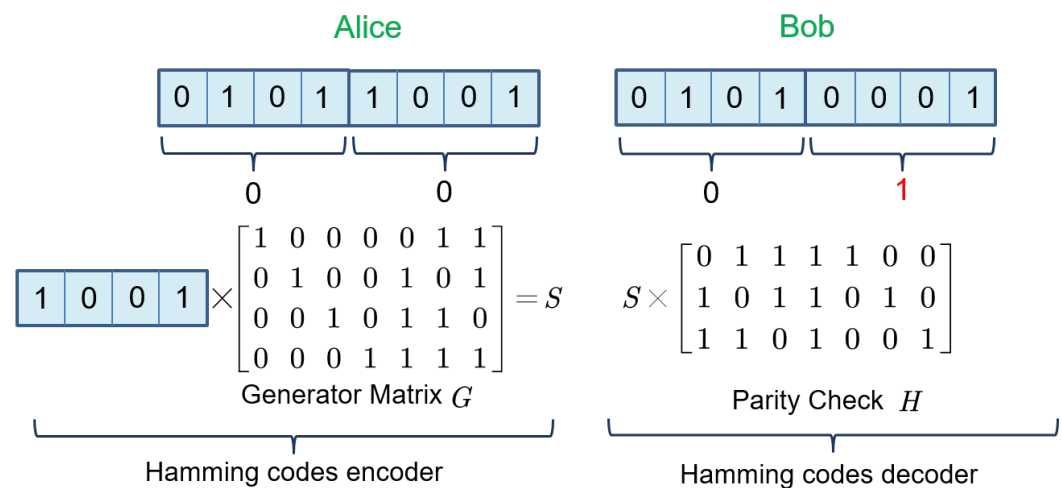 Alice Bob
0 1 0 1 1 0 0 1 0 1 0 1 0 0 0 1
0 0 0 1
1 0 0 1 × [1 0 0 0 0 1 1
0 1 0 0 1 0 1
0 0 1 0 1 1 0
0 0 0 1 1 1 1] = S
S × [0 1 1 1 1 0 0
1 0 1 1 0 1 0
1 1 0 1 0 0 1]
Generator Matrix G
Parity Check H
Hamming codes encoder
Hamming codes decoder